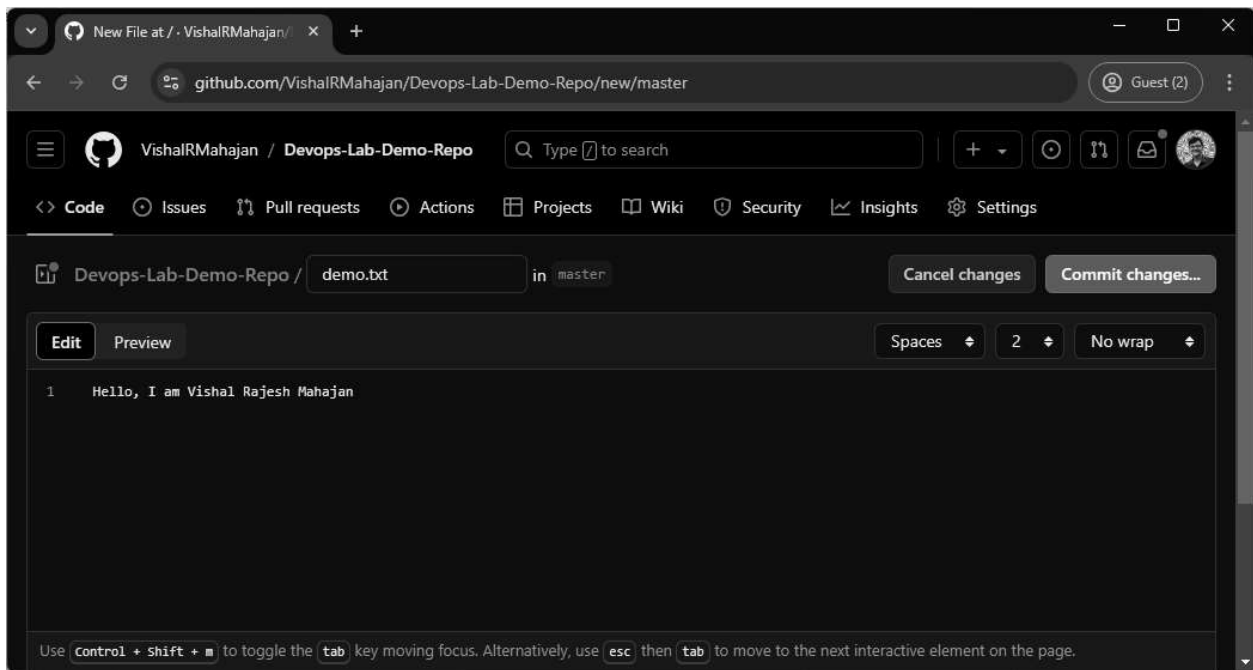 New File at / · VishalRMahajan/
github.com/VishalRMahajan/Devops-Lab-Demo-Repo/new/master
Guest (2)
VishalRMahajan / Devops-Lab-Demo-Repo
Type / to search
Code Issues Pull requests Actions Projects Wiki Security Insights Settings
Devops-Lab-Demo-Repo / demo.txt in master Cancel changes Commit changes...
Edit Preview Spaces 2 No wrap
1 Hello, I am Vishal Rajesh Mahajan
Use Control + Shift + m to toggle the tab key moving focus. Alternatively, use esc then tab to move to the next interactive element on the page.